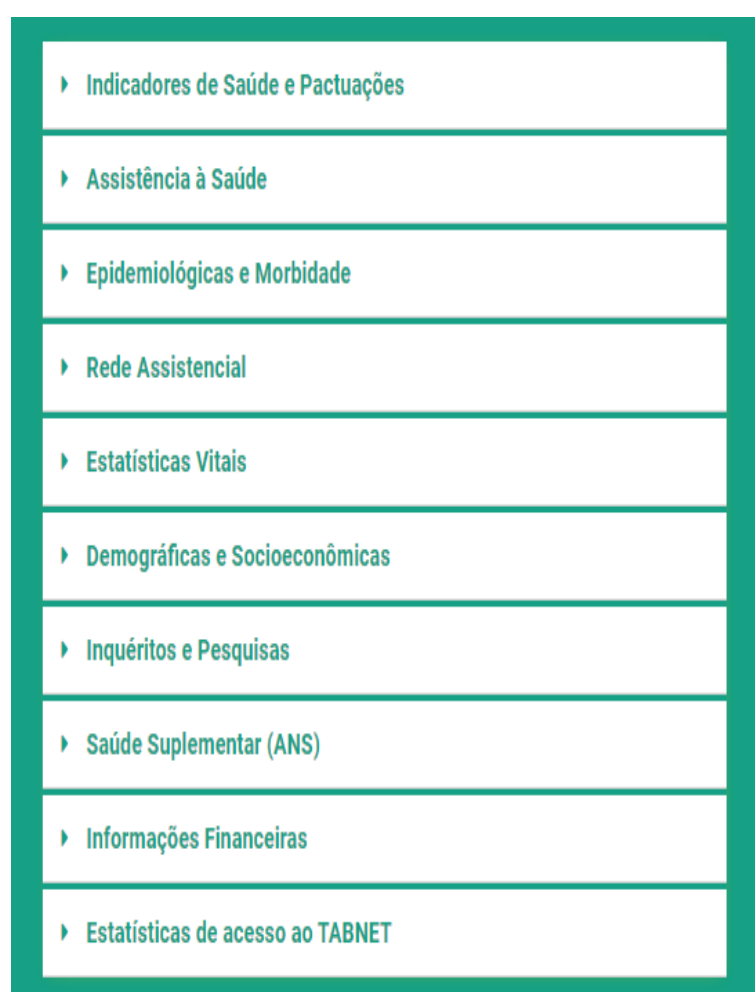 Indicadores de Saúde e Pactuações
Assistência à Saúde
Epidemiológicas e Morbidade
Rede Assistencial
Estatísticas Vitais
Demográficas e Socioeconômicas
Inquéritos e Pesquisas
Saúde Suplementar (ANS)
Informações Financeiras
Estatísticas de acesso ao TABNET